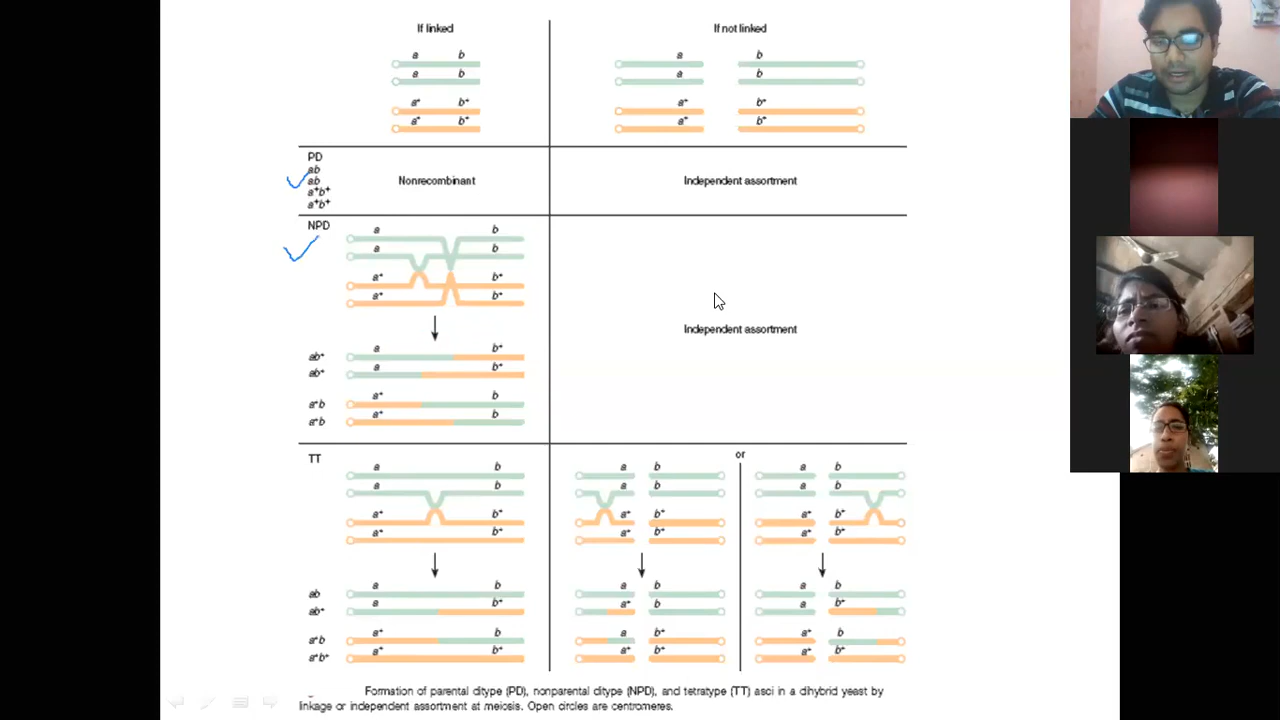 If linked
If not linked
a b
a b
a b
a b
a⁺ b⁺
a⁺ b⁺
a⁺ b⁺
a⁺ b⁺
PD
ab
ab
a⁺b⁺
a⁺b⁺
Nonrecombinant
Independent assortment
NPD
a b
a b
a⁺ b⁺
a⁺ b⁺
Independent assortment
ab⁺ a b⁺
ab⁺ a b⁺
a⁺b a⁺ b
a⁺b a⁺ b
TT
or
a b
a b
a⁺ b⁺
a⁺ b⁺
a b
a b
a⁺ b⁺
a⁺ b⁺
a b
a b
a⁺ b⁺
a⁺ b⁺
ab a b
ab⁺ a b⁺
a⁺b a⁺ b
a⁺b⁺ a⁺ b⁺
a b
a⁺ b
a b⁺
a⁺ b⁺
a b
a b⁺
a⁺ b
a⁺ b⁺
Formation of parental ditype (PD), nonparental ditype (NPD), and tetratype (TT) asci in a dihybrid yeast by
linkage or independent assortment at meiosis. Open circles are centromeres.